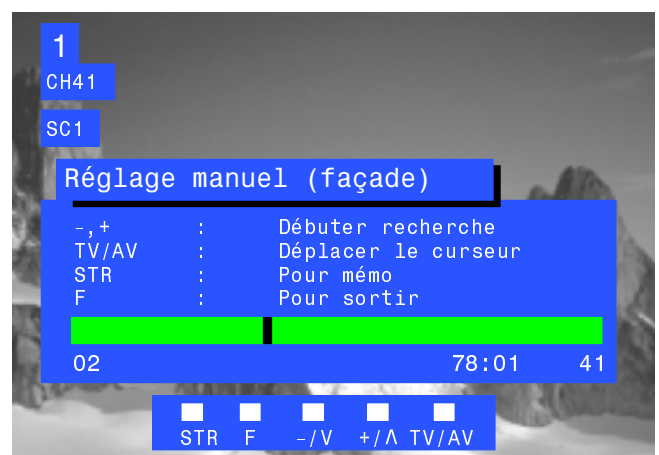 1
CH41
SC1
Réglage manuel (façade)
-,+ : Débuter recherche
TV/AV : Déplacer le curseur
STR : Pour mémo
F : Pour sortir
02 78:01 41
STR F -/V +/Λ TV/AV